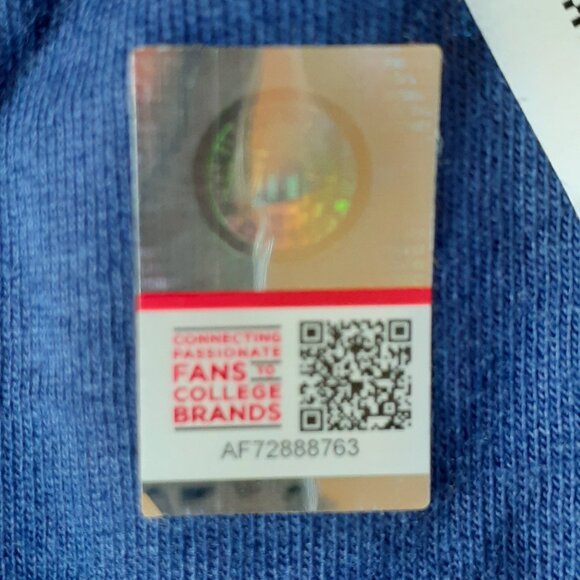 CONNECTING
PASSIONATE
FANS TO
COLLEGE
BRANDS
AF72888763